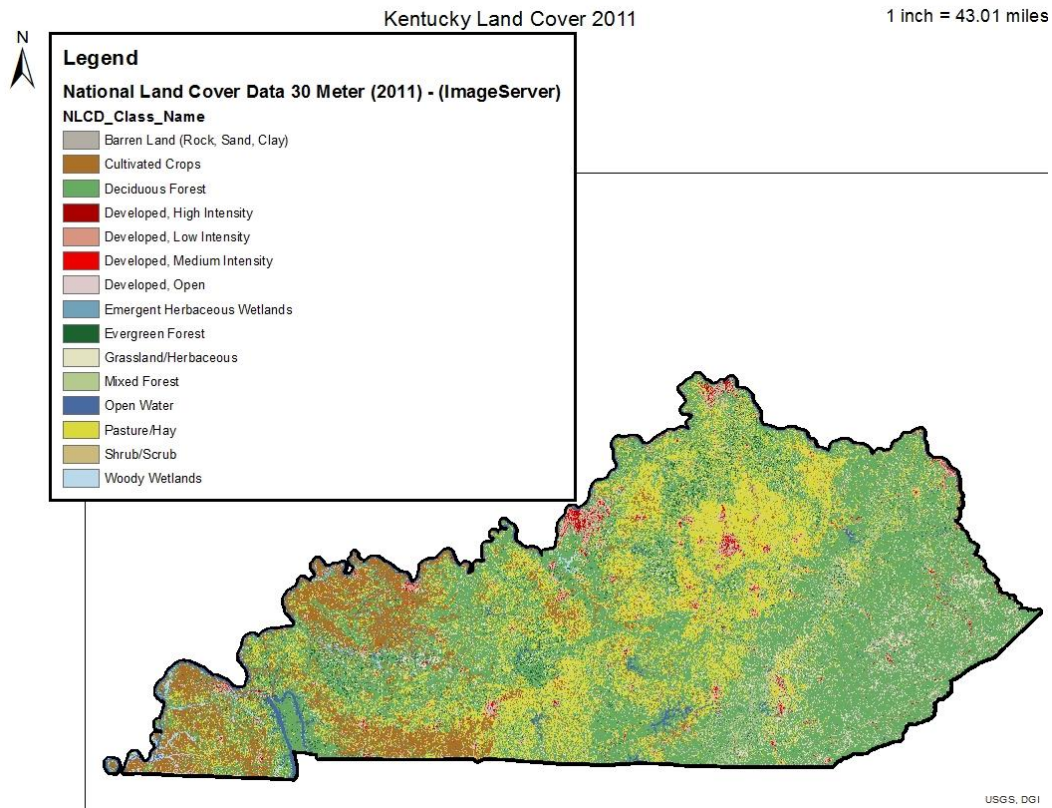 Kentucky Land Cover 2011
1 inch = 43.01 miles
N
Legend
National Land Cover Data 30 Meter (2011) - (ImageServer)
NLCD_Class_Name
Barren Land (Rock, Sand, Clay)
Cultivated Crops
Deciduous Forest
Developed, High Intensity
Developed, Low Intensity
Developed, Medium Intensity
Developed, Open
Emergent Herbaceous Wetlands
Evergreen Forest
Grassland/Herbaceous
Mixed Forest
Open Water
Pasture/Hay
Shrub/Scrub
Woody Wetlands
USGS, DGI